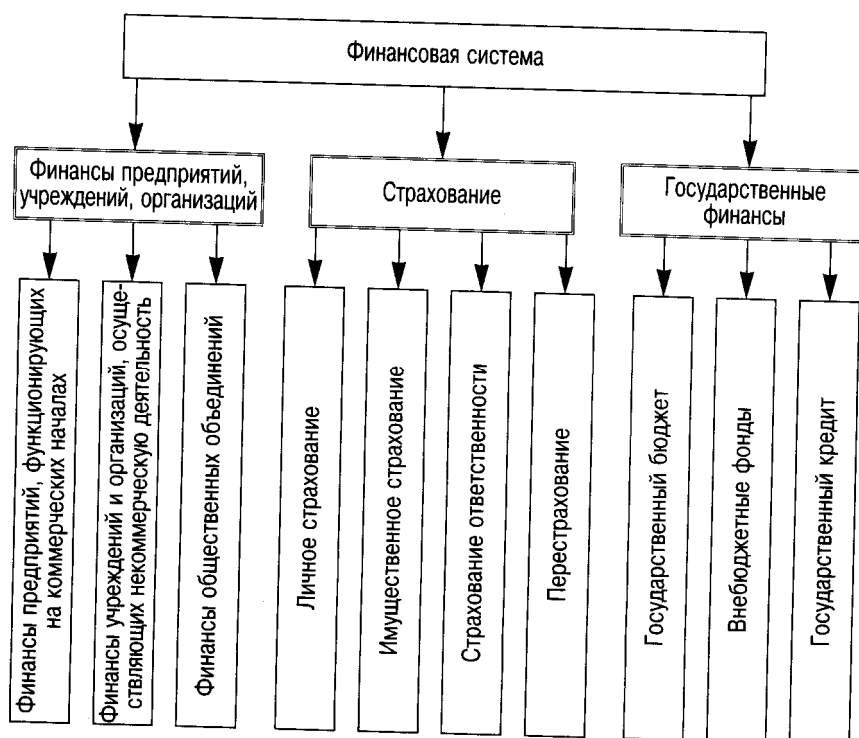 Финансовая система
Финансы предприятий,
учреждений, организаций
Страхование
Государственные
финансы
Финансы предприятий, функционирующих
на коммерческих началах
Финансы учреждений и организаций, осуще-
ствляющих некоммерческую деятельность
Финансы общественных объединений
Личное страхование
Имущественное страхование
Страхование ответственности
Перестрахование
Государственный бюджет
Внебюджетные фонды
Государственный кредит